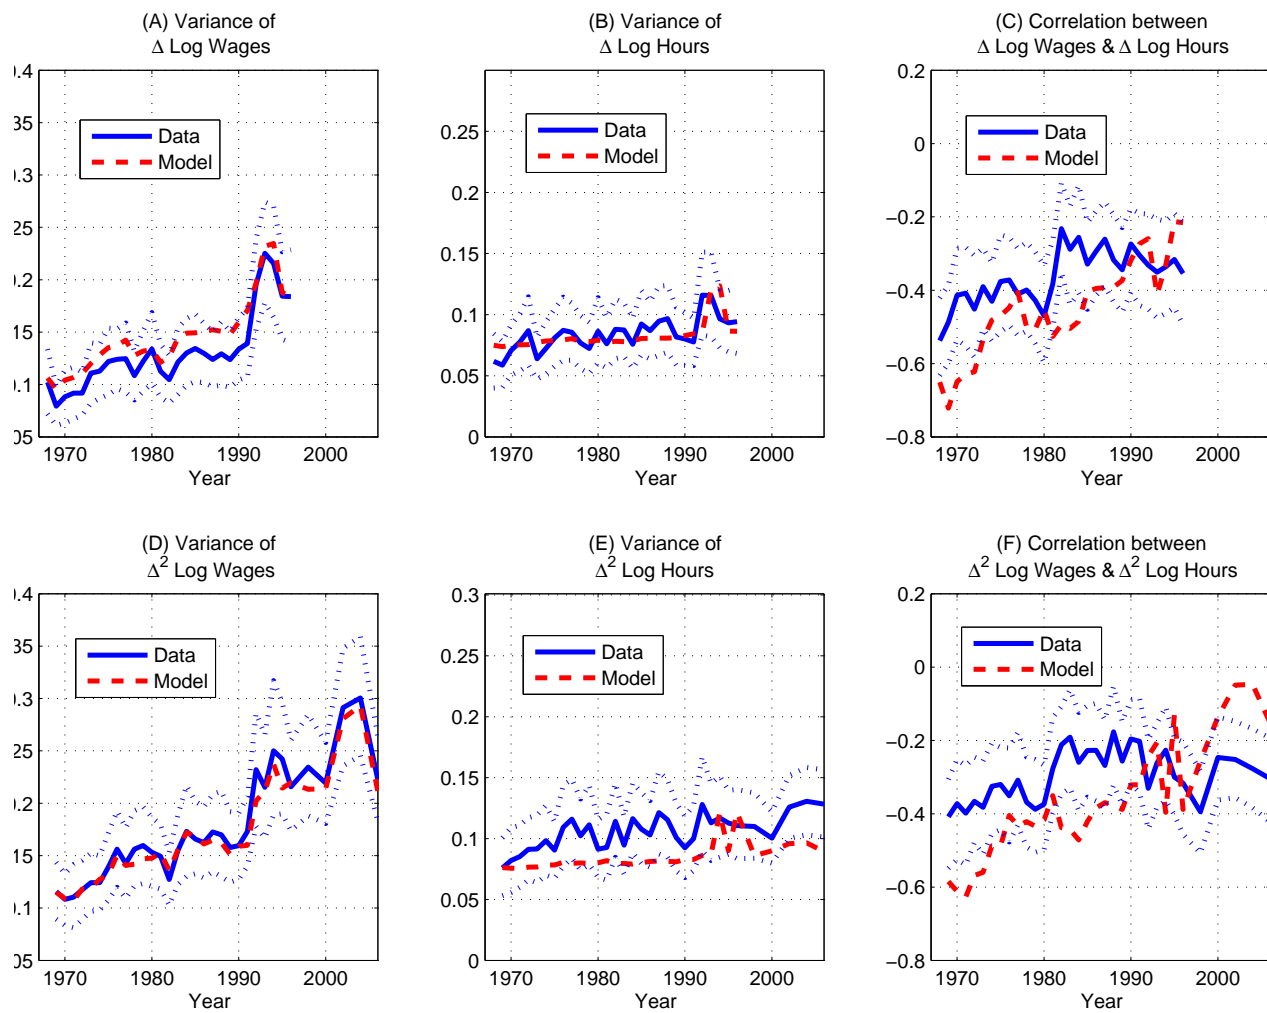 (A) Variance of
Δ Log Wages
(B) Variance of
Δ Log Hours
(C) Correlation between
Δ Log Wages & Δ Log Hours
.4
.3
25
.2
15
.1
05
Data
Model
1970 1980 1990 2000
Year
0.25
0.2
0.15
0.1
0.05
0
Data
Model
1970 1980 1990 2000
Year
0.2
0
−0.2
−0.4
−0.6
−0.8
Data
Model
1970 1980 1990 2000
Year
(D) Variance of
Δ² Log Wages
(E) Variance of
Δ² Log Hours
(F) Correlation between
Δ² Log Wages & Δ² Log Hours
.4
35
.3
25
.2
15
.1
05
Data
Model
1970 1980 1990 2000
Year
0.3
0.25
0.2
0.15
0.1
0.05
0
Data
Model
1970 1980 1990 2000
Year
0.2
0
−0.2
−0.4
−0.6
−0.8
Data
Model
1970 1980 1990 2000
Year